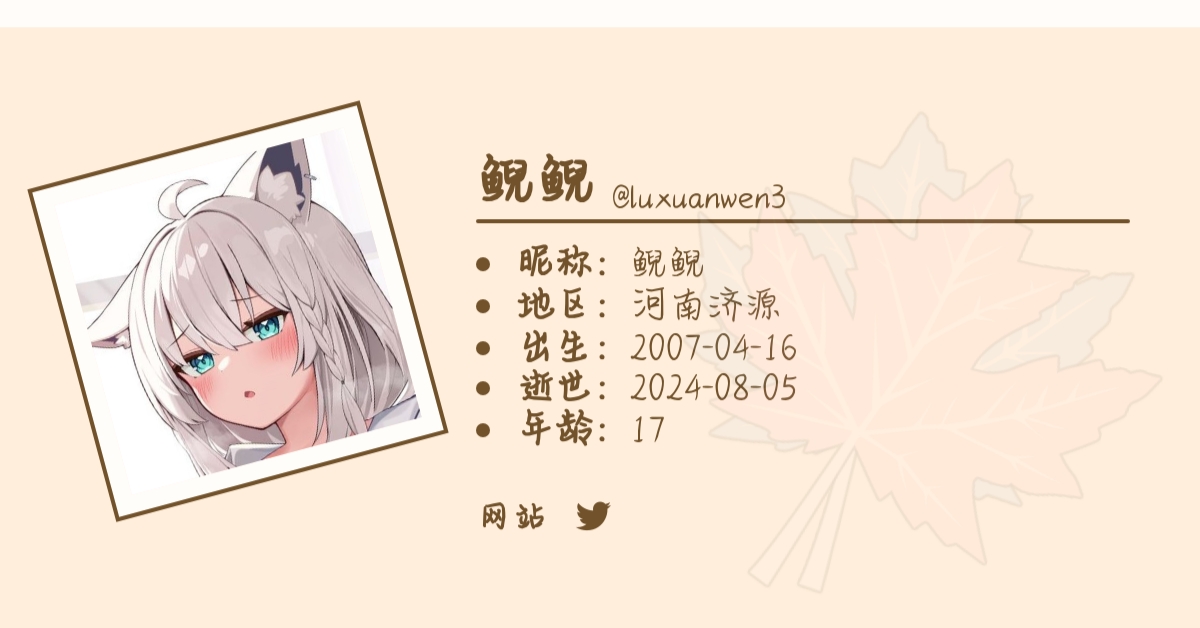 鲵鲵 @luxuanwen3
昵称：鲵鲵
地区：河南济源
出生：2007-04-16
逝世：2024-08-05
年龄：17
网站